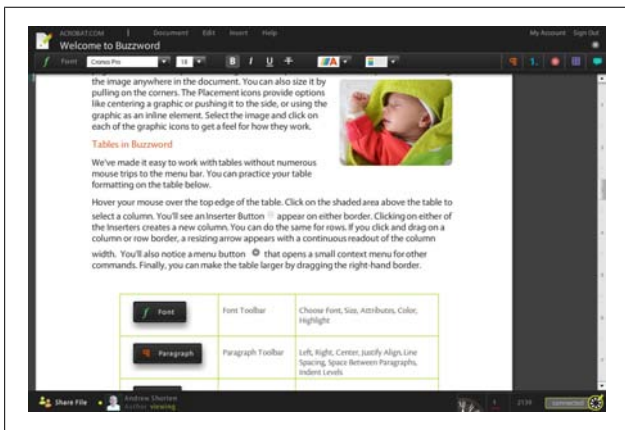 ACROBAT.COM | Document Edit Insert Help My Account Sign Out
Welcome to Buzzword
f Font Cronos Pro 18 B I U T A 1.
the image anywhere in the document. You can also size it by
pulling on the corners. The Placement icons provide options
like centering a graphic or pushing it to the side, or using the
graphic as an inline element. Select the image and click on
each of the graphic icons to get a feel for how they work.
Tables in Buzzword
We've made it easy to work with tables without numerous
mouse trips to the menu bar. You can practice your table
formatting on the table below.
Hover your mouse over the top edge of the table. Click on the shaded area above the table to
select a column. You'll see an Inserter Button appear on either border. Clicking on either of
the Inserters creates a new column. You can do the same for rows. If you click and drag on a
column or row border, a resizing arrow appears with a continuous readout of the column
width. You'll also notice a menu button that opens a small context menu for other
commands. Finally, you can make the table larger by dragging the right-hand border.
f Font Font Toolbar Choose Font, Size, Attributes, Color,
Highlight
Paragraph Paragraph Toolbar Left, Right, Center, Justify Align, Line
Spacing, Space Between Paragraphs,
Indent Levels
Share File Andrew Shorten
Author viewing 2139 connected